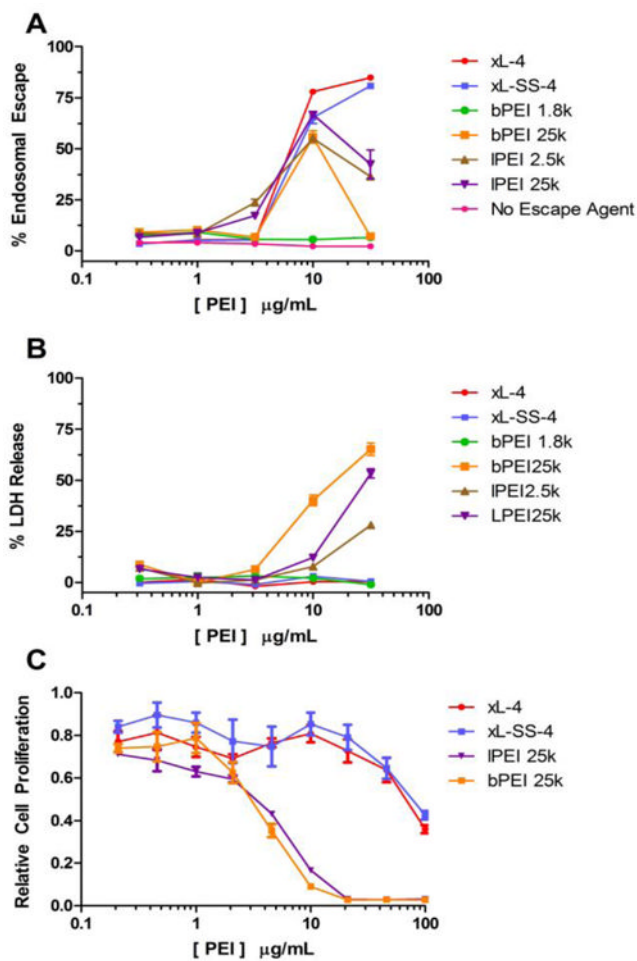 A
% Endosomal Escape
100
75
50
25
0
0.1
1
10
100
[ PEI ] μg/mL
xL-4
xL-SS-4
bPEI 1.8k
bPEI 25k
lPEI 2.5k
lPEI 25k
No Escape Agent
B
% LDH Release
100
75
50
25
0
0.1
1
10
100
[ PEI ] μg/mL
xL-4
xL-SS-4
bPEI 1.8k
bPEI25k
lPEI2.5k
LPEI25k
C
Relative Cell Proliferation
1.0
0.8
0.6
0.4
0.2
0.0
0.1
1
10
100
[ PEI ] μg/mL
xL-4
xL-SS-4
lPEI 25k
bPEI 25k